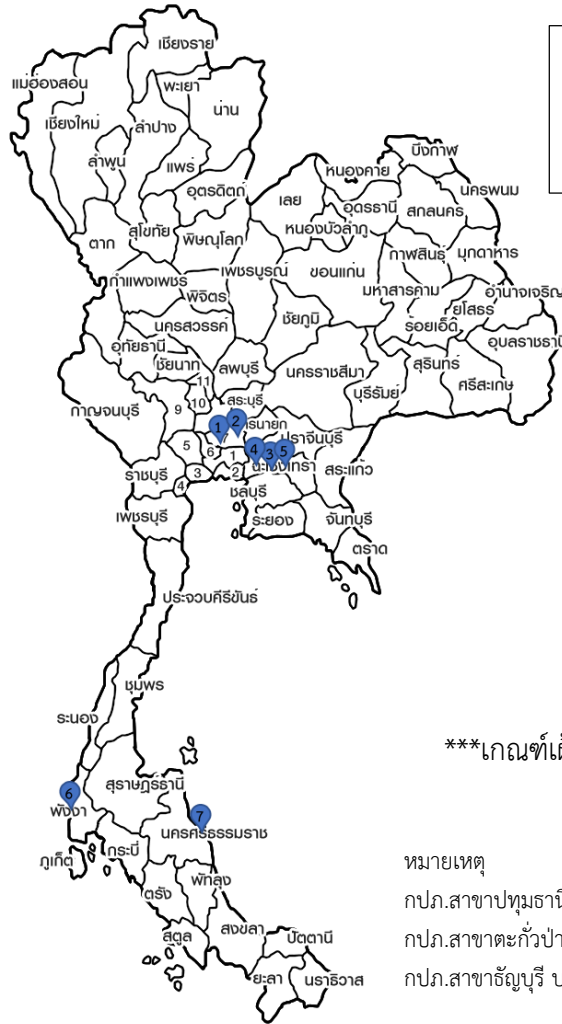 เชียงราย
แม่ฮ่องสอน
พะเยา
น่าน
เชียงใหม่
ลำปาง
ลำพูน
แพร่
อุตรดิตถ์
บึงกาฬ
หนองคาย
เลย
อุดรธานี
นครพนม
สกลนคร
หนองบัวลำภู
ตาก
สุโขทัย
พิษณุโลก
เพชรบูรณ์
ขอนแก่น
กาฬสินธุ์
มุกดาหาร
กำแพงเพชร
พิจิตร
มหาสารคาม
ยโสธร
อำนาจเจริญ
ร้อยเอ็ด
นครสวรรค์
ชัยภูมิ
อุบลราชธานี
อุทัยธานี
ชัยนาท
ลพบุรี
นครราชสีมา
บุรีรัมย์
สุรินทร์
ศรีสะเกษ
11
10
9
กาญจนบุรี
สระบุรี
1
2
ปราจีนบุรี
5
6
1
4
3
5
3
2
4
สระแก้ว
ราชบุรี
ชลบุรี
เพชรบุรี
ระยอง
จันทบุรี
ตราด
ประจวบคีรีขันธ์
ชุมพร
ระนอง
***เกณฑ์
สุราษฎร์ธานี
6
พังงา
7
นครศรีธรรมราช
ภูเก็ต
กระบี่
ตรัง
พัทลุง
สตูล
สงขลา
ปัตตานี
ยะลา
นราธิวาส
หมายเหตุ
กปภ.สาขาปทุมธานี
กปภ.สาขาตะกั่วป่า
กปภ.สาขาธัญบุรี